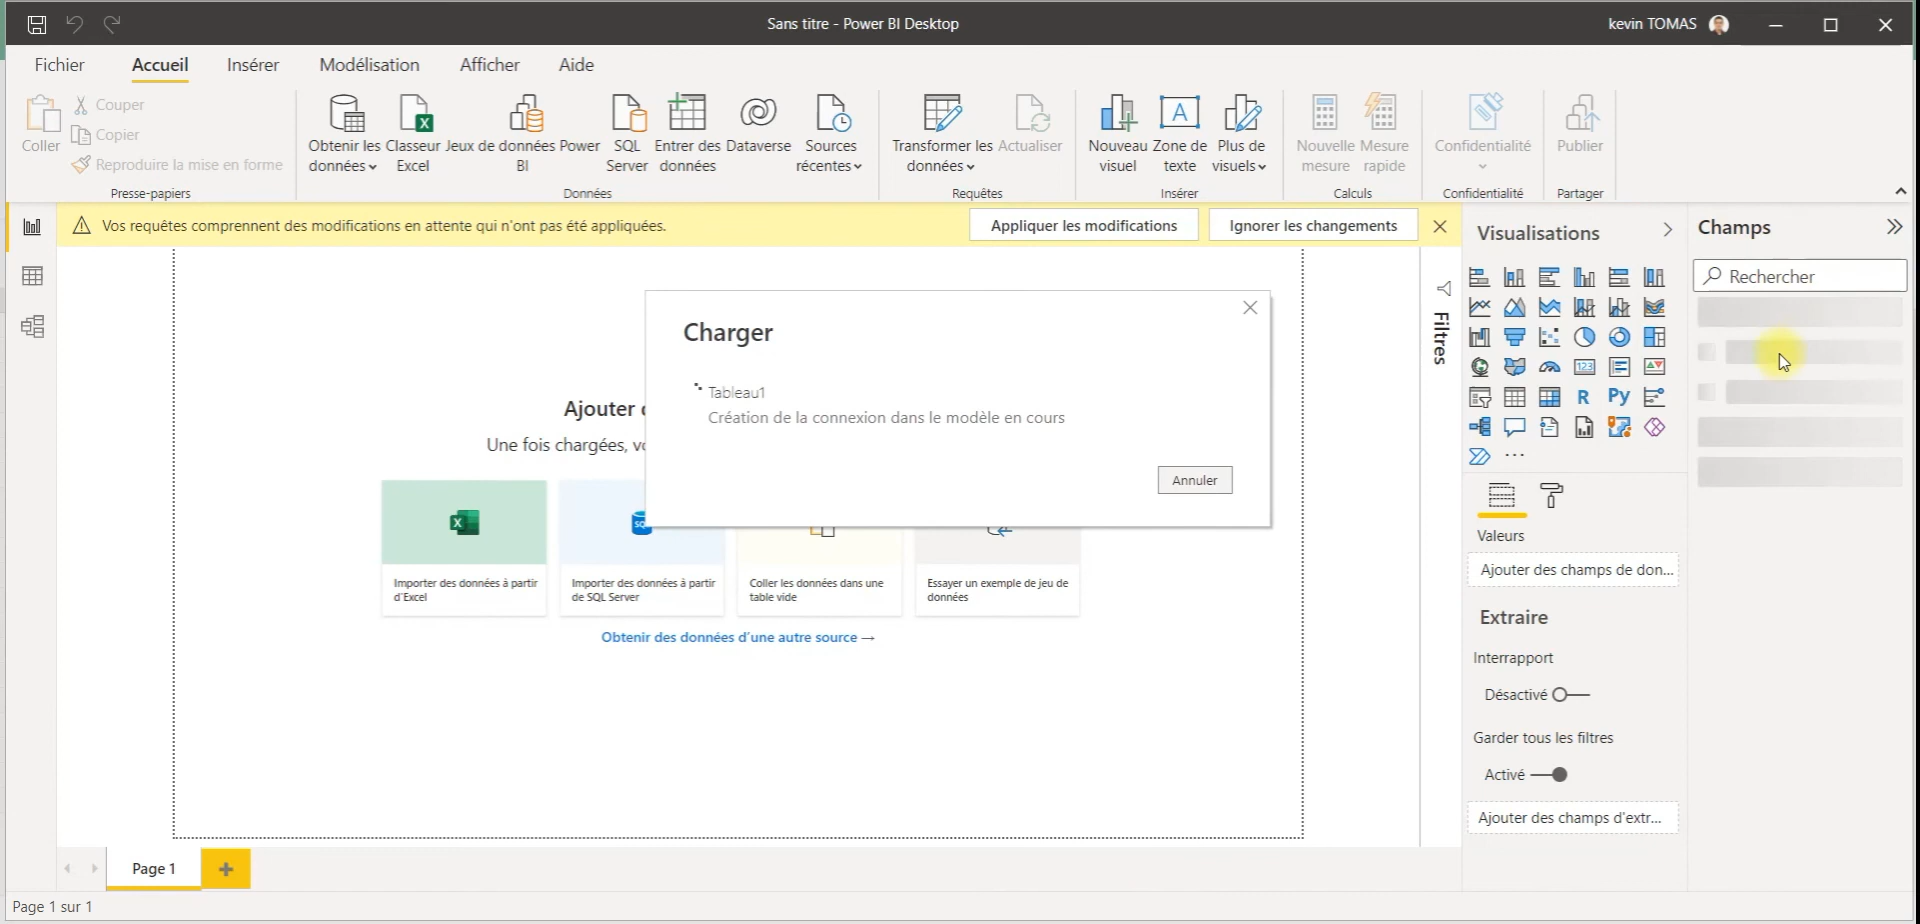 Sans titre - Power BI Desktop
kevin TOMAS
Fichier
Accueil
Insérer
Modélisation
Afficher
Aide
Coller
Couper
Copier
Reproduire la mise en forme
Presse-papiers
Obtenir les
données
Classeur
Excel
Jeux de données Power
BI
SQL
Server
Entrer des
données
Dataverse
Sources
récentes
Données
Transformer les
données
Actualiser
Requêtes
Nouveau
visuel
Zone de
texte
Plus de
visuels
Insérer
Nouvelle
mesure
Mesure
rapide
Calculs
Confidentialité
Confidentialité
Publier
Partager
Vos requêtes comprennent des modifications en attente qui n'ont pas été appliquées.
Appliquer les modifications
Ignorer les changements
Charger
Tableau1
Création de la connexion dans le modèle en cours
Annuler
Ajouter
Une fois chargées,
Importer des données à partir
d'Excel
Importer des données à partir
de SQL Server
Coller les données dans une
table vide
Essayer un exemple de jeu de
données
Obtenir des données d'une autre source →
Filtres
Visualisations
123
R
Py
...
Valeurs
Ajouter des champs de don...
Extraire
Interrapport
Désactivé
Garder tous les filtres
Activé
Ajouter des champs d'extr...
Champs
Rechercher
Page 1
Page 1 sur 1